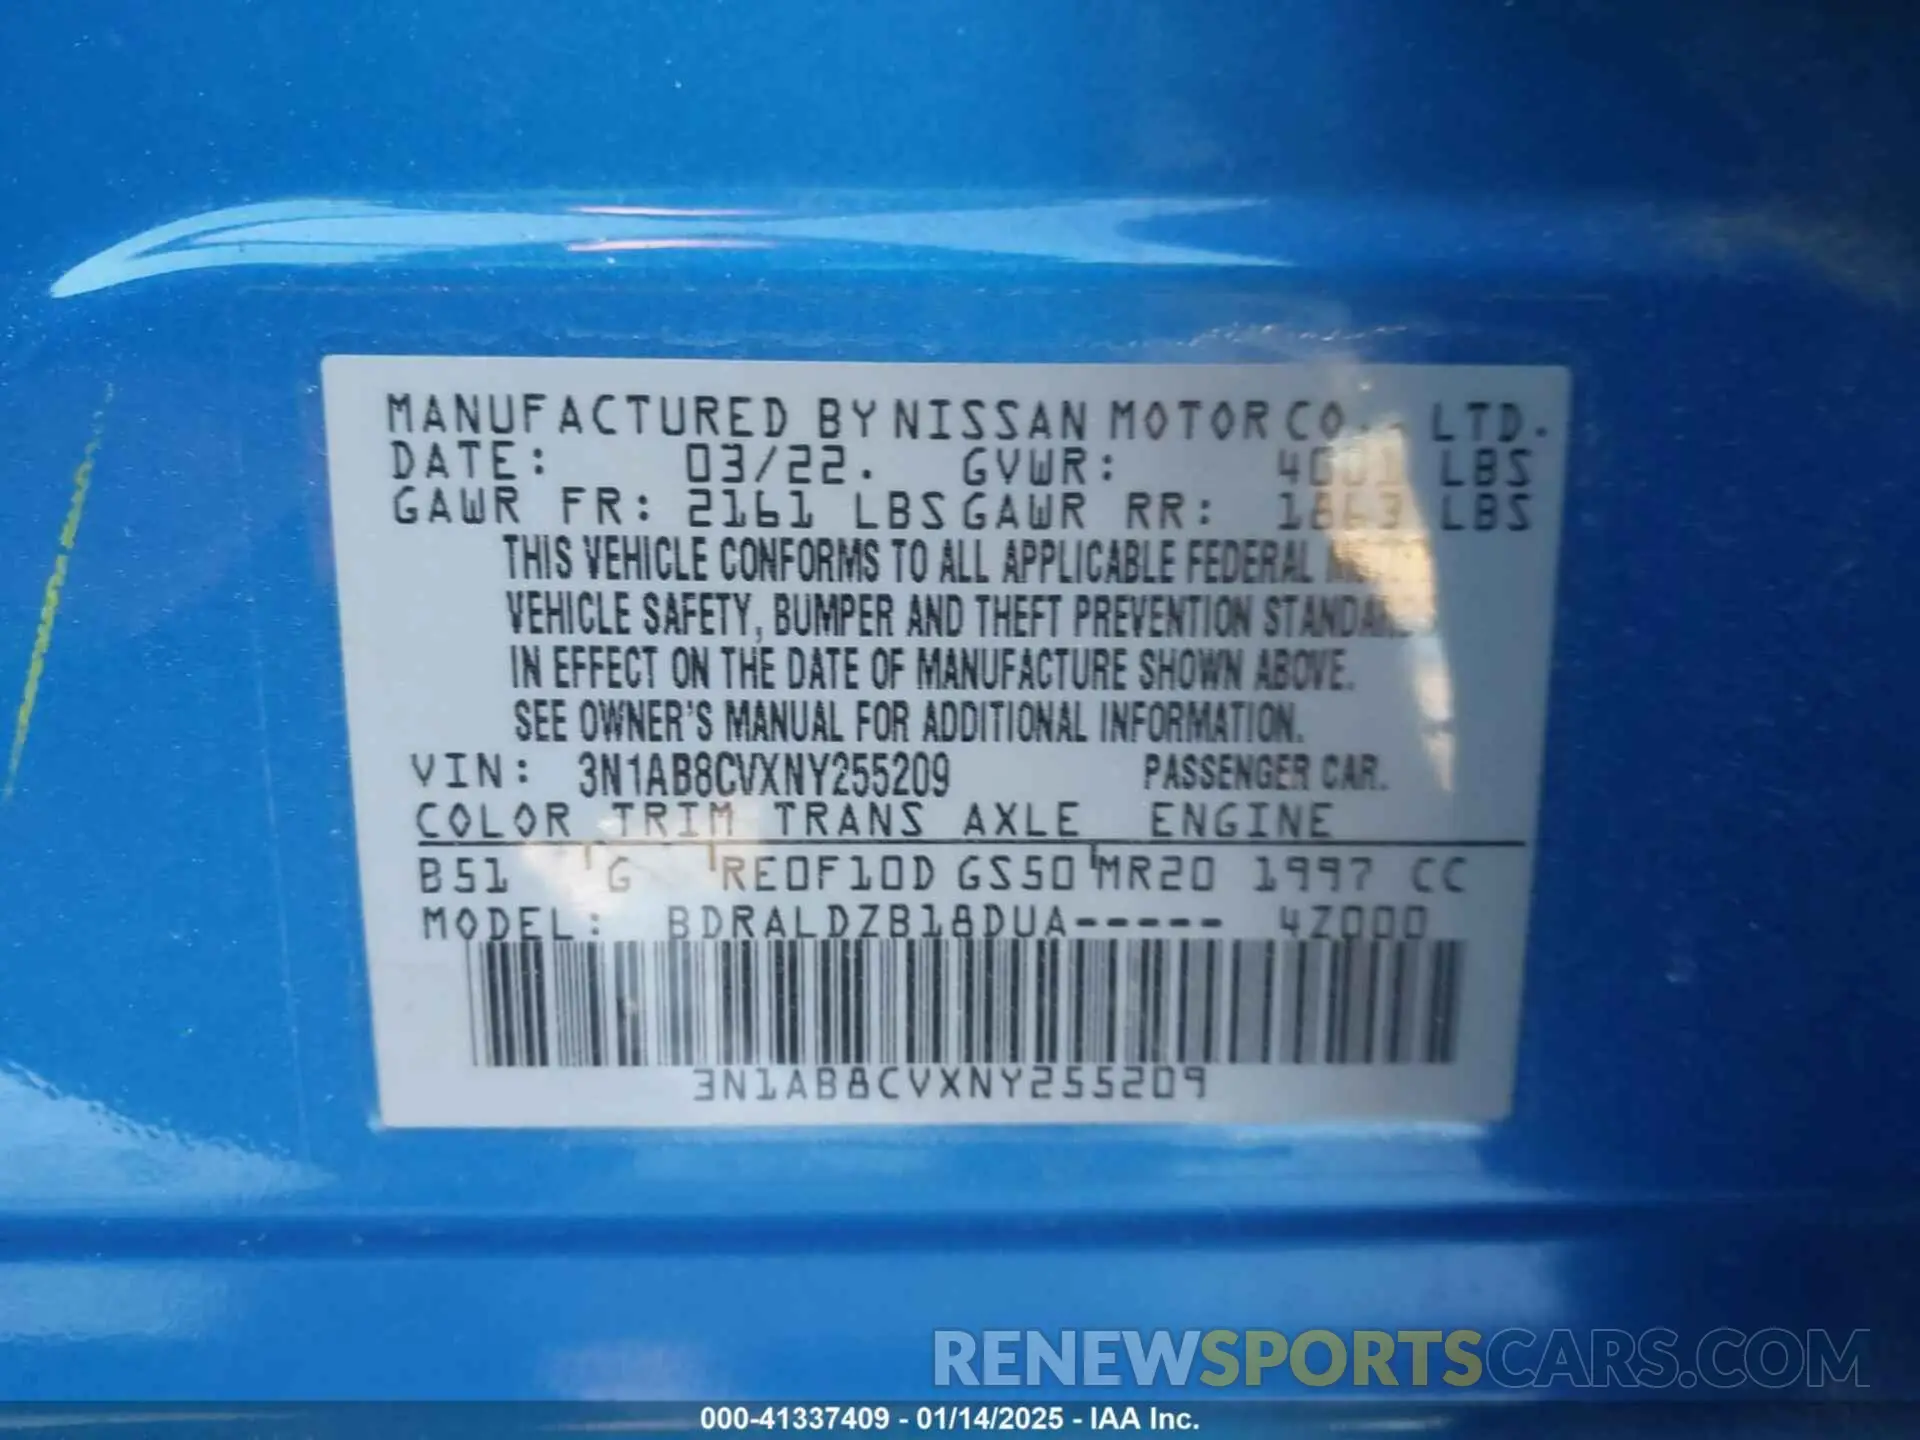 MANUFACTURED BY NISSAN MOTOR CO., LTD.
DATE: 03/22. GVWR: 4001 LBS
GAWR FR: 2161 LBS GAWR RR: 1863 LBS
THIS VEHICLE CONFORMS TO ALL APPLICABLE FEDERAL
VEHICLE SAFETY, BUMPER AND THEFT PREVENTION STANDARDS
IN EFFECT ON THE DATE OF MANUFACTURE SHOWN ABOVE.
SEE OWNER'S MANUAL FOR ADDITIONAL INFORMATION.
VIN: 3N1AB8CVXNY255209 PASSENGER CAR.
COLOR TRIM TRANS AXLE ENGINE
B51 G RE0F10D GS50 MR20 1997 CC
MODEL: BDRALDZB18DUA----- 4Z000
3N1AB8CVXNY255209
RENEWSPORTSCARS.COM
000-41337409 - 01/14/2025 - IAA Inc.